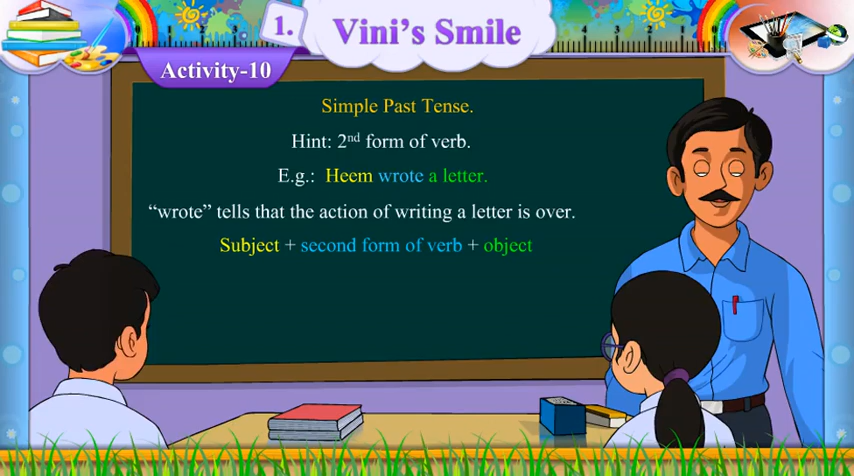 1.
Vini's Smile
Activity-10
Simple Past Tense.
Hint: 2nd form of verb.
E.g.: Heem wrote a letter.
“wrote” tells that the action of writing a letter is over.
Subject + second form of verb + object